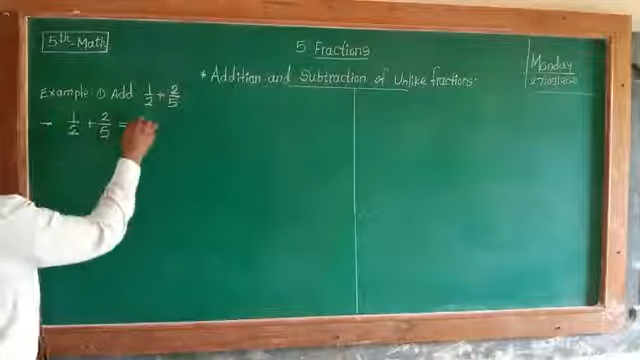 5th-Math
5 Fractions
Monday
* Addition and Subtraction of Unlike fractions:
Example: ① Add 1/2 + 2/5
→ 1/2 + 2/5 =